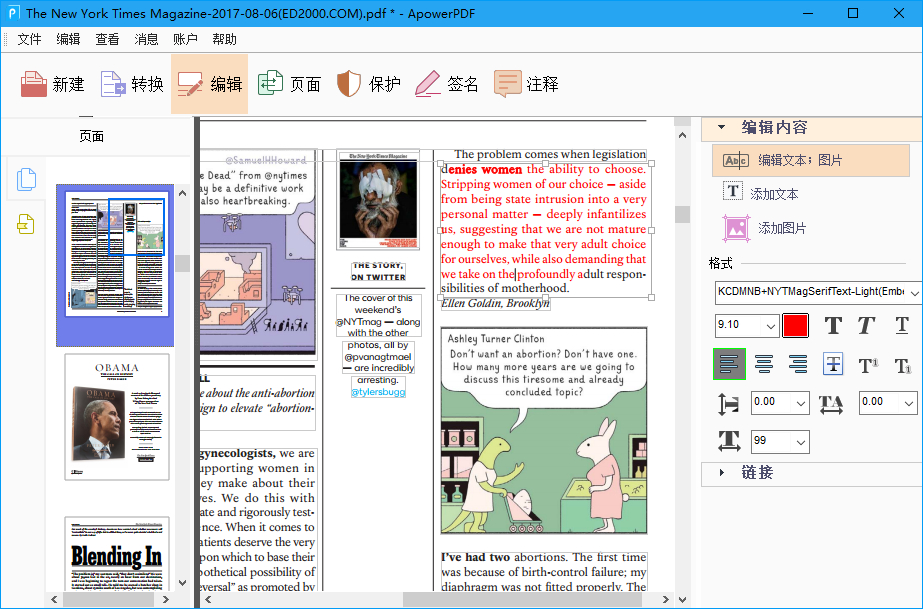 The New York Times Magazine-2017-08-06(ED2000.COM).pdf * - ApowerPDF
文件 编辑 查看 消息 账户 帮助
新建 转换 编辑 页面 保护 签名 注释
页面
OBAMA
Blending In
@SamuelHHoward
e Dead” from @nytimes
ay be a definitive work
also heartbreaking.
LL
e about the anti-abortion
ign to elevate “abortion-
gynecologists, we are
upporting women in
ey make about their
ves. We do this with
ate and rigorously test-
ence. When it comes to
atients deserve the very
pon which to base their
pothetical possibility of
eversal” as promoted by
The New York Times Magazine
THE STORY,
ON TWITTER
The cover of this
weekend's
@NYTmag — along
with the other
photos, all by
@pvanagtmael
— are incredibly
arresting.
@tylersbugg
The problem comes when legislation
denies women the ability to choose.
Stripping women of our choice — aside
from being state intrusion into a very
personal matter — deeply infantilizes
us, suggesting that we are not mature
enough to make that very adult choice
for ourselves, while also demanding that
we take on the profoundly adult respon-
sibilities of motherhood.
Ellen Goldin, Brooklyn
Ashley Turner Clinton
Don't want an abortion? Don't have one.
How many more years are we going to
discuss this tiresome and already
concluded topic?
I've had two abortions. The first time
was because of birth-control failure; my
diaphragm was not fitted properly. The
编辑内容
编辑文本; 图片
添加文本
添加图片
格式
KCDMNB+NYTMagSerifText-Light(Embe
9.10
0.00 0.00
99
链接